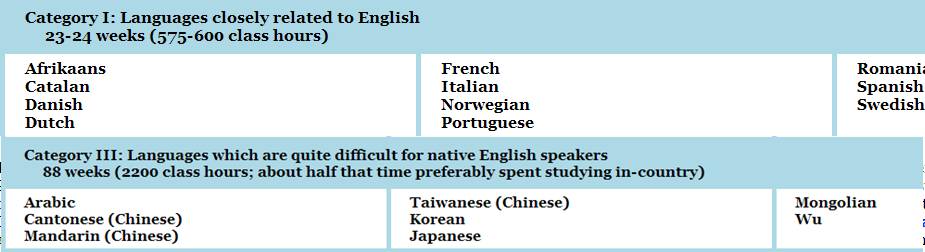 Category I: Languages closely related to English
23-24 weeks (575-600 class hours)
Afrikaans
Catalan
Danish
Dutch
French
Italian
Norwegian
Portuguese
Romania
Spanish
Swedish
Category III: Languages which are quite difficult for native English speakers
88 weeks (2200 class hours; about half that time preferably spent studying in-country)
Arabic
Cantonese (Chinese)
Mandarin (Chinese)
Taiwanese (Chinese)
Korean
Japanese
Mongolian
Wu